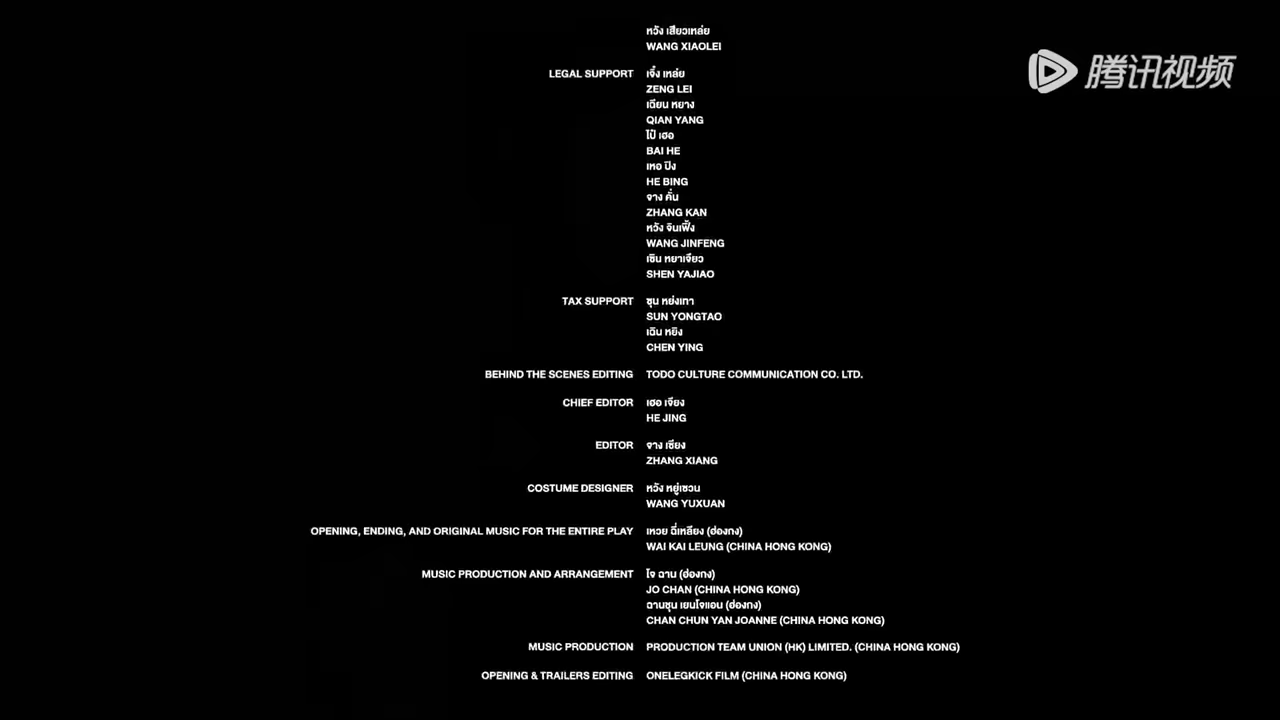 หวัง เสียวเหล่ย
WANG XIAOLEI
腾讯视频
LEGAL SUPPORT เจิ้ง เหล่ย
ZENG LEI
เฉียน หยาง
QIAN YANG
ไป๋ เฮอ
BAI HE
เหอ ปิง
HE BING
จาง คั่น
ZHANG KAN
หวัง จินเฟิ้ง
WANG JINFENG
เซิน หยาเจียว
SHEN YAJIAO
TAX SUPPORT ซุน หย่งเทา
SUN YONGTAO
เฉิน หยิง
CHEN YING
BEHIND THE SCENES EDITING TODO CULTURE COMMUNICATION CO. LTD.
CHIEF EDITOR เฮอ เจียง
HE JING
EDITOR จาง เซียง
ZHANG XIANG
COSTUME DESIGNER หวัง หยู่เซวน
WANG YUXUAN
OPENING, ENDING, AND ORIGINAL MUSIC FOR THE ENTIRE PLAY เหวย ฉี่เหลียง (ฮ่องกง)
WAI KAI LEUNG (CHINA HONG KONG)
MUSIC PRODUCTION AND ARRANGEMENT โจ ฉาน (ฮ่องกง)
JO CHAN (CHINA HONG KONG)
ฉานชุน เยนโจแอน (ฮ่องกง)
CHAN CHUN YAN JOANNE (CHINA HONG KONG)
MUSIC PRODUCTION PRODUCTION TEAM UNION (HK) LIMITED. (CHINA HONG KONG)
OPENING & TRAILERS EDITING ONELEGKICK FILM (CHINA HONG KONG)